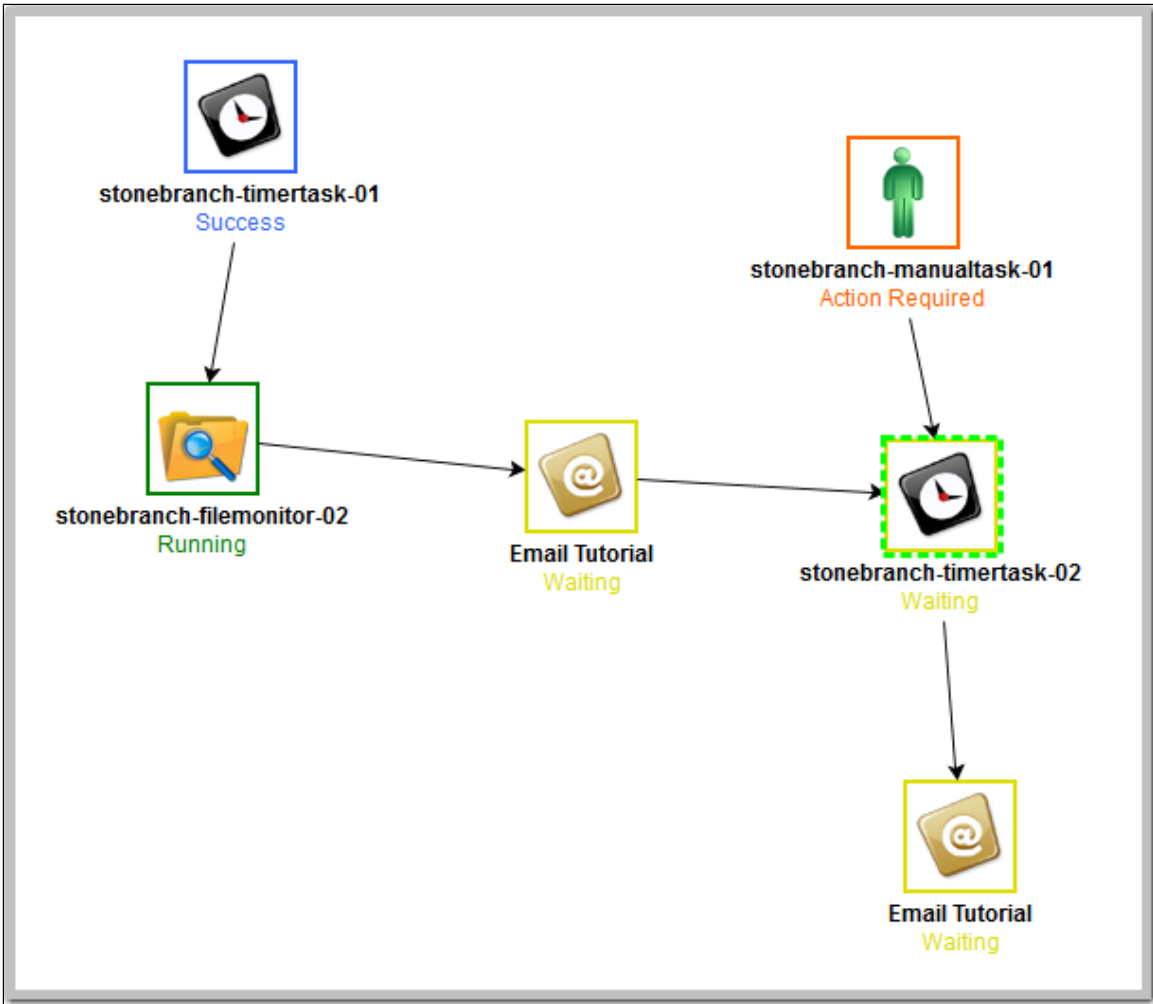 stonebranch-timertask-01
Success
stonebranch-manualtask-01
Action Required
stonebranch-filemonitor-02
Running
Email Tutorial
Waiting
stonebranch-timertask-02
Waiting
Email Tutorial
Waiting